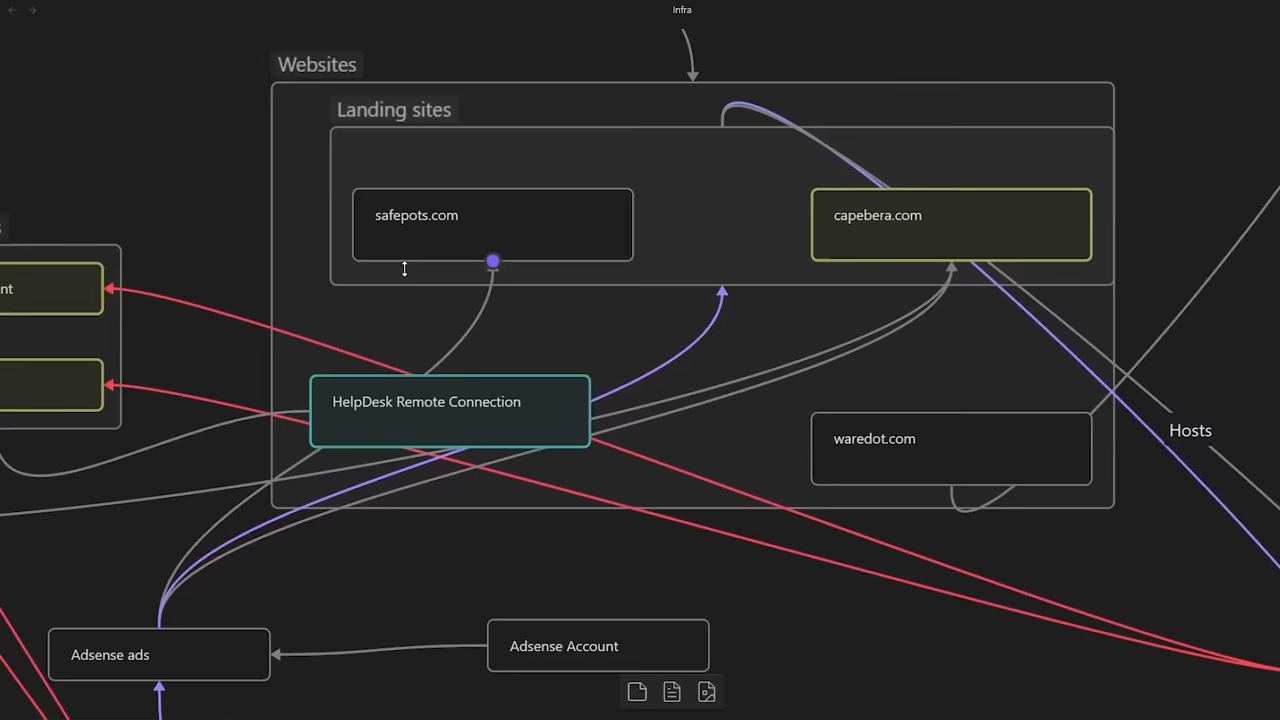 Infra
Websites
Landing sites
safepots.com
capebera.com
nt
HelpDesk Remote Connection
waredot.com
Hosts
Adsense ads
Adsense Account